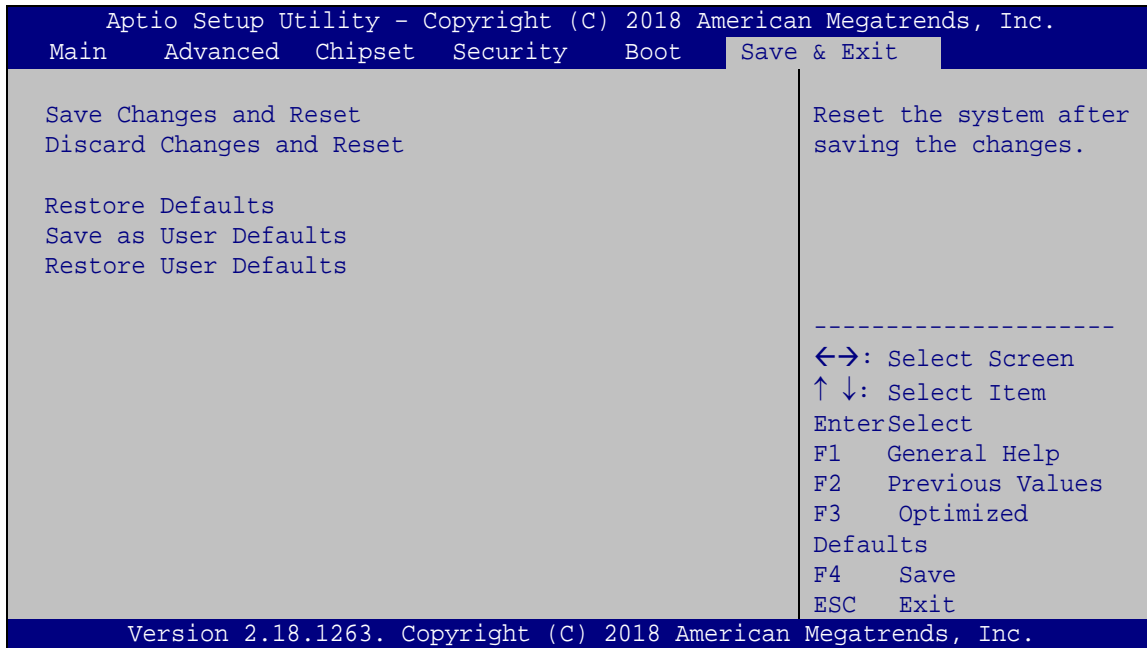 Aptio Setup Utility – Copyright (C) 2018 American Megatrends, Inc.
Main Advanced Chipset Security Boot Save & Exit
Save Changes and Reset
Discard Changes and Reset
Restore Defaults
Save as User Defaults
Restore User Defaults
Reset the system after
saving the changes.
----------------------
←→: Select Screen
↑ ↓: Select Item
EnterSelect
F1 General Help
F2 Previous Values
F3 Optimized
Defaults
F4 Save
ESC Exit
Version 2.18.1263. Copyright (C) 2018 American Megatrends, Inc.